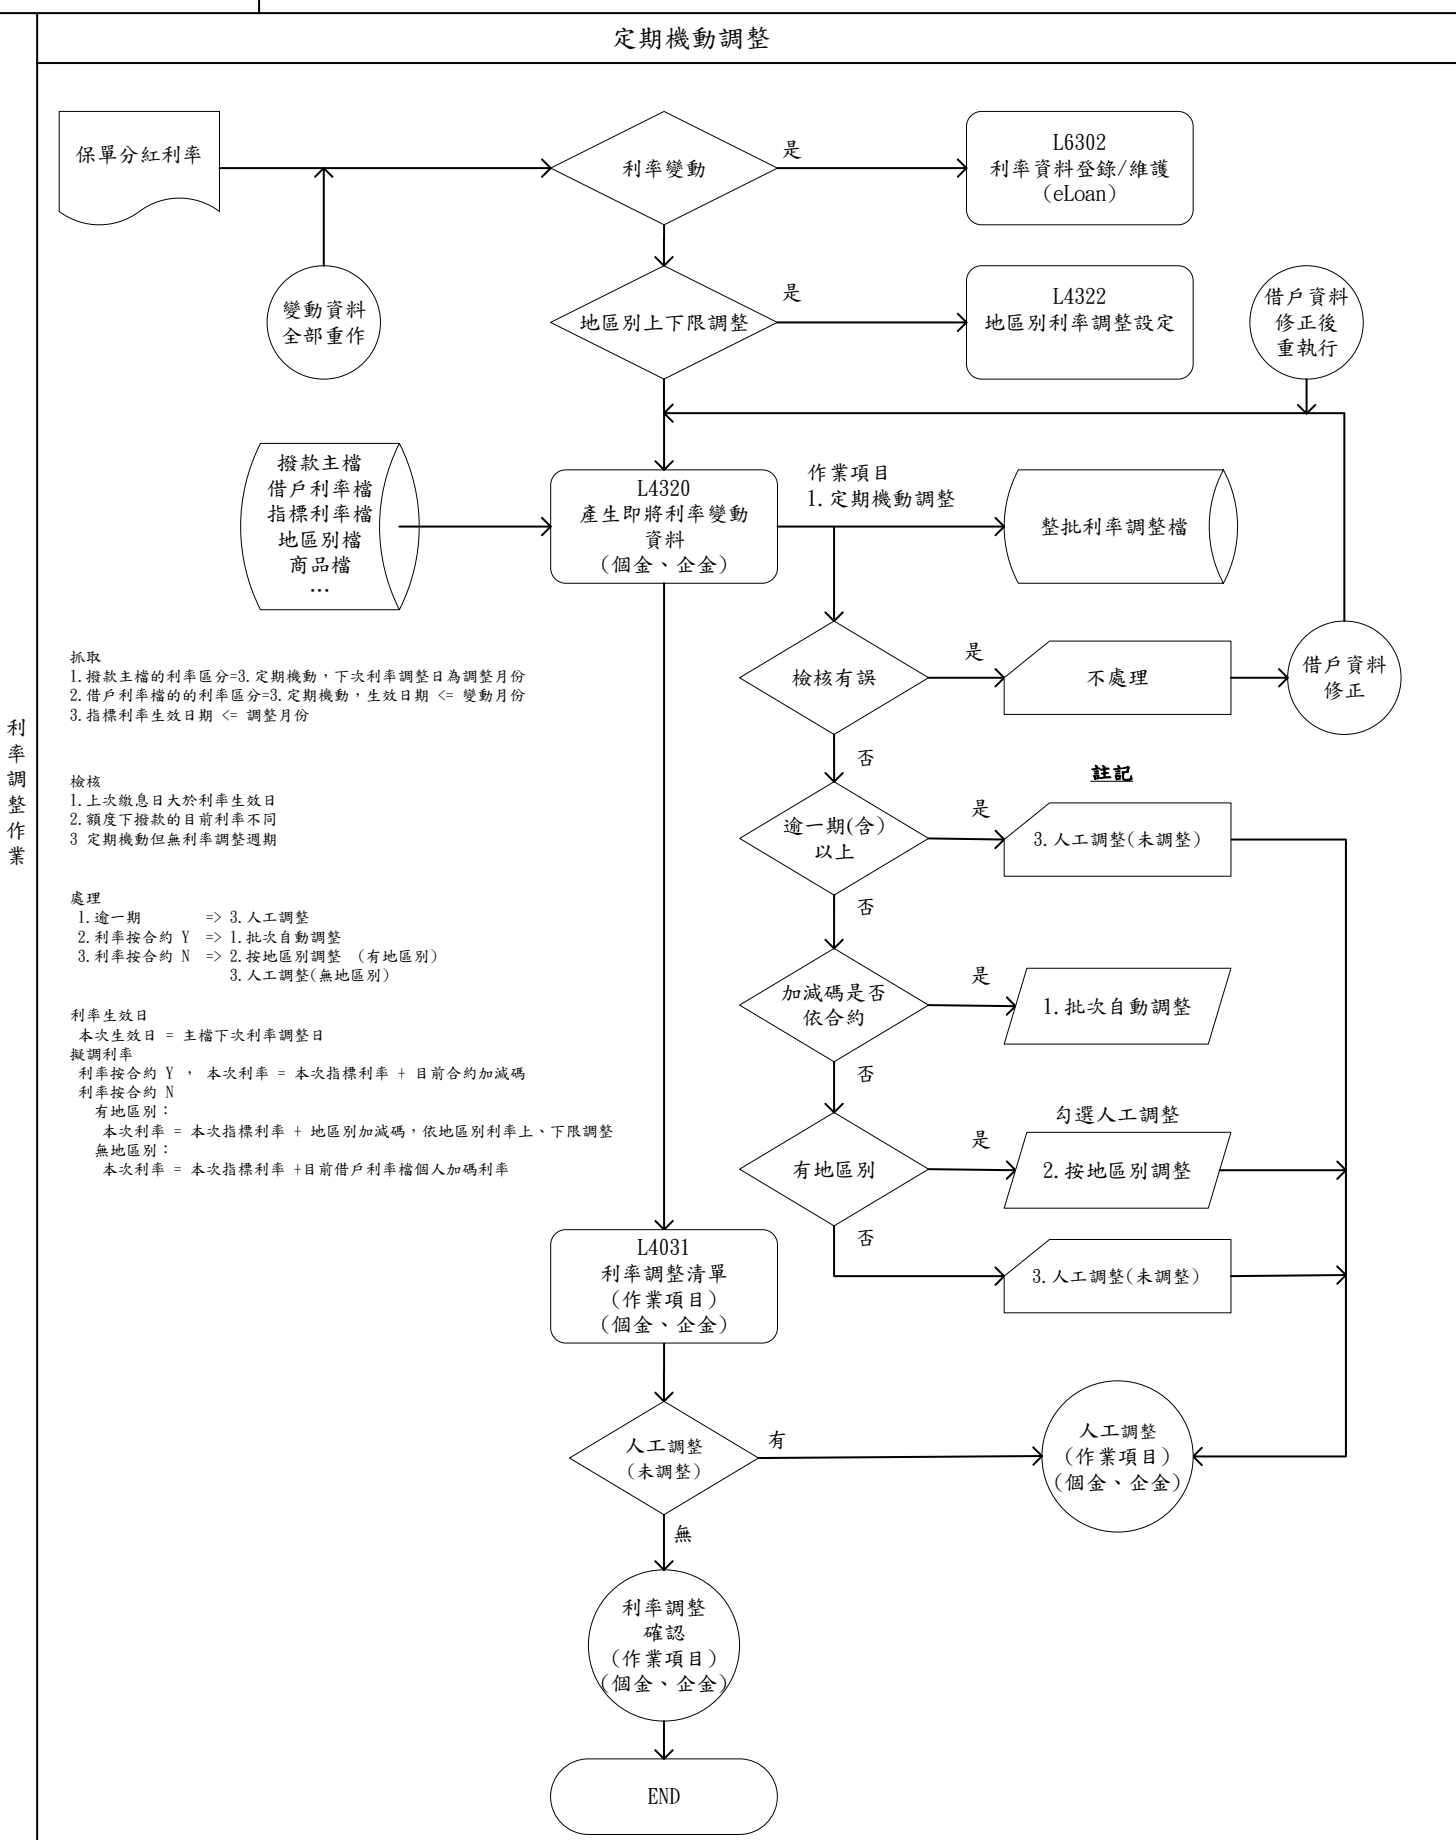 定期機動調整
利
率
調
整
作
業
保單分紅利率
利率變動
是
L6302
利率資料登錄/維護
(eLoan)
變動資料
全部重作
地區別上下限調整
是
L4322
地區別利率調整設定
借戶資料
修正後
重執行
撥款主檔
借戶利率檔
指標利率檔
地區別檔
商品檔
...
L4320
產生即將利率變動
資料
(個金、企金)
作業項目
1.定期機動調整
整批利率調整檔
抓取
1.撥款主檔的利率區分=3.定期機動，下次利率調整日為調整月份
2.借戶利率檔的的利率區分=3.定期機動，生效日期 <= 變動月份
3.指標利率生效日期 <= 調整月份
檢核有誤
是
不處理
借戶資料
修正
否
檢核
1.上次繳息日大於利率生效日
2.額度下撥款的目前利率不同
3 定期機動但無利率調整週期
註記
逾一期(含)
以上
是
3.人工調整(未調整)
否
處理
1.逾一期 => 3.人工調整
2.利率按合約 Y => 1.批次自動調整
3.利率按合約 N => 2.按地區別調整 (有地區別)
3.人工調整(無地區別)
加減碼是否
依合約
是
1.批次自動調整
否
利率生效日
本次生效日 = 主檔下次利率調整日
擬調利率
利率按合約 Y ， 本次利率 = 本次指標利率 + 目前合約加減碼
利率按合約 N
有地區別：
本次利率 = 本次指標利率 + 地區別加減碼，依地區別利率上、下限調整
無地區別：
本次利率 = 本次指標利率 +目前借戶利率檔個人加碼利率
有地區別
是
勾選人工調整
2.按地區別調整
否
3.人工調整(未調整)
L4031
利率調整清單
(作業項目)
(個金、企金)
人工調整
(未調整)
有
人工調整
(作業項目)
(個金、企金)
無
利率調整
確認
(作業項目)
(個金、企金)
END